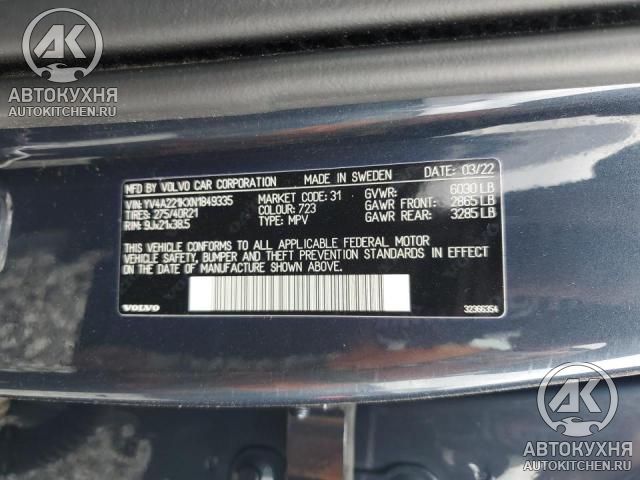 AK
АВТОКУХНЯ
AUTOKITCHEN.RU
MFD BY VOLVO CAR CORPORATION MADE IN SWEDEN DATE: 03/22
VIN: YV4A221KXN1849335 MARKET CODE: 31 GVWR: 6030 LB
TIRES: 275/40R21 COLOUR: 723 GAWR FRONT: 2865 LB
RIM: 9Jx21x38.5 TYPE: MPV GAWR REAR: 3285 LB
THIS VEHICLE CONFORMS TO ALL APPLICABLE FEDERAL MOTOR
VEHICLE SAFETY, BUMPER AND THEFT PREVENTION STANDARDS IN EFFECT
ON THE DATE OF MANUFACTURE SHOWN ABOVE.
VOLVO
AK
АВТОКУХНЯ
AUTOKITCHEN.RU